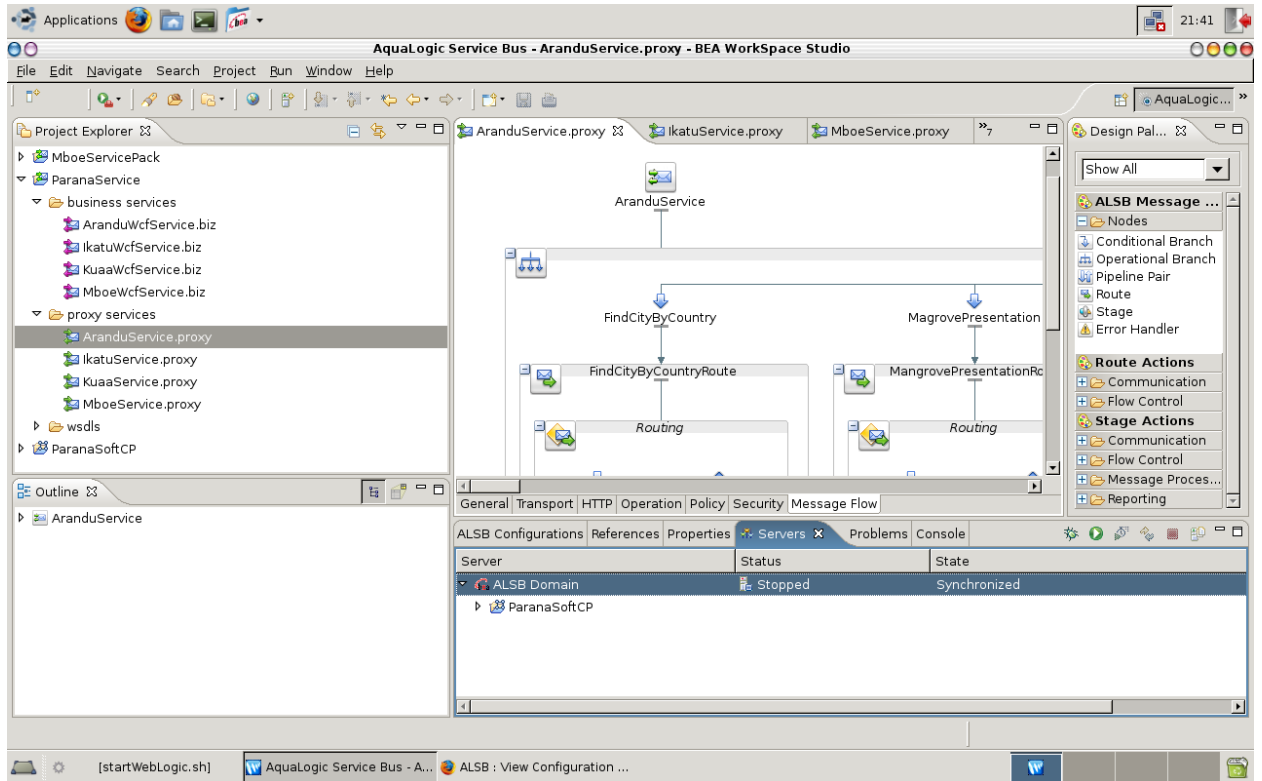 Applications 21:41
AquaLogic Service Bus - AranduService.proxy - BEA WorkSpace Studio
File Edit Navigate Search Project Run Window Help
AquaLogic... »
Project Explorer
MboeServicePack
ParanaService
business services
AranduWcfService.biz
IkatuWcfService.biz
KuaaWcfService.biz
MboeWcfService.biz
proxy services
AranduService.proxy
IkatuService.proxy
KuaaService.proxy
MboeService.proxy
wsdls
ParanaSoftCP
Outline
AranduService
AranduService.proxy IkatuService.proxy MboeService.proxy »7
AranduService
FindCityByCountry MagrovePresentation
FindCityByCountryRoute MangrovePresentationRo
Routing Routing
General Transport HTTP Operation Policy Security Message Flow
Design Pal...
Show All
ALSB Message ...
Nodes
Conditional Branch
Operational Branch
Pipeline Pair
Route
Stage
Error Handler
Route Actions
Communication
Flow Control
Stage Actions
Communication
Flow Control
Message Proces...
Reporting
ALSB Configurations References Properties Servers Problems Console
Server Status State
ALSB Domain Stopped Synchronized
ParanaSoftCP
[startWebLogic.sh] AquaLogic Service Bus - A... ALSB : View Configuration ...